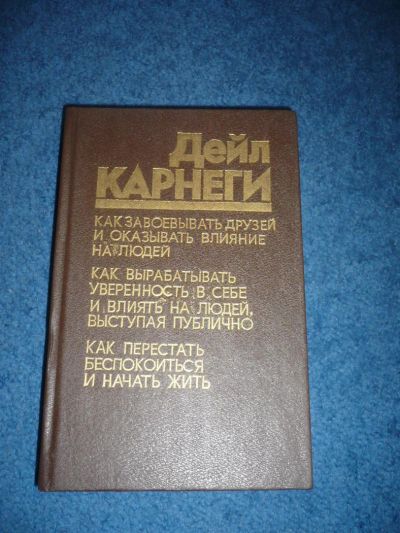 Дейл
КАРНЕГИ
КАК ЗАВОЕВЫВАТЬ ДРУЗЕЙ
И ОКАЗЫВАТЬ ВЛИЯНИЕ
НА ЛЮДЕЙ
КАК ВЫРАБАТЫВАТЬ
УВЕРЕННОСТЬ В СЕБЕ
И ВЛИЯТЬ НА ЛЮДЕЙ,
ВЫСТУПАЯ ПУБЛИЧНО
КАК ПЕРЕСТАТЬ
БЕСПОКОИТЬСЯ
И НАЧАТЬ ЖИТЬ